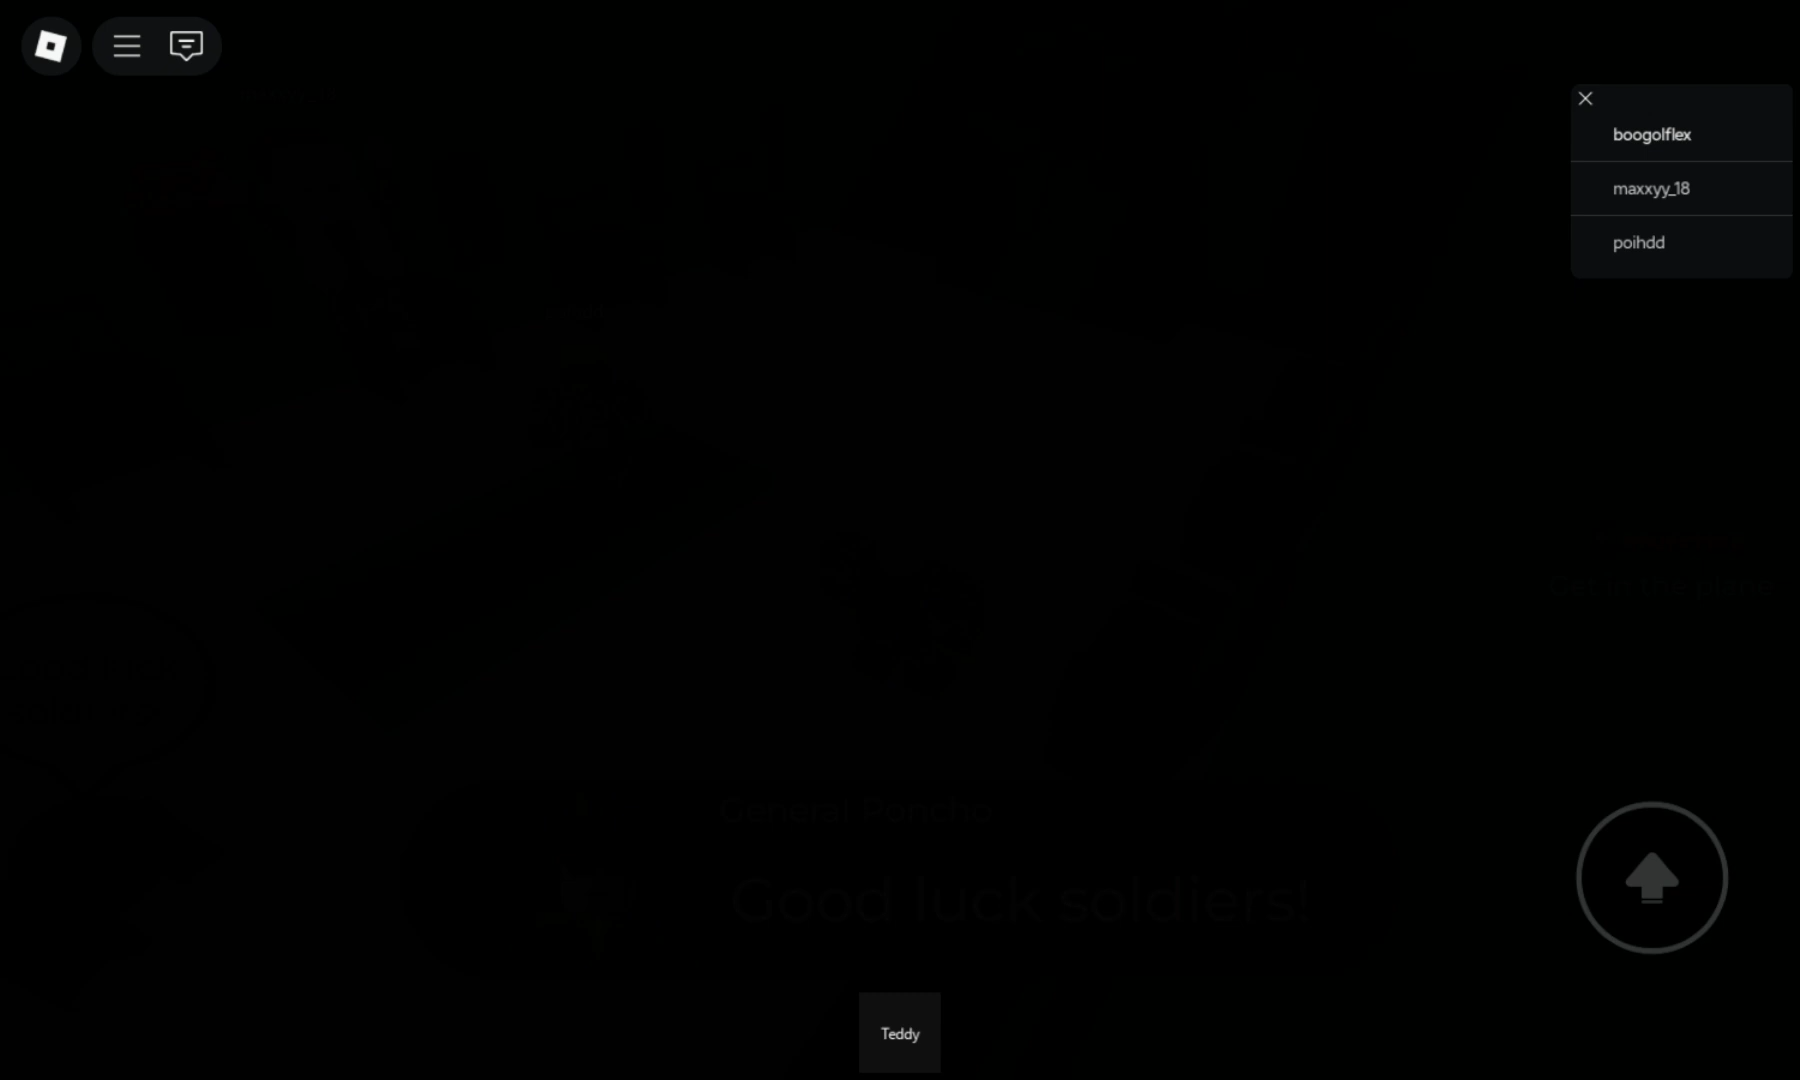 boogolflex
maxxyy_18
poihdd
General Poncho
Good luck soldiers!
Teddy